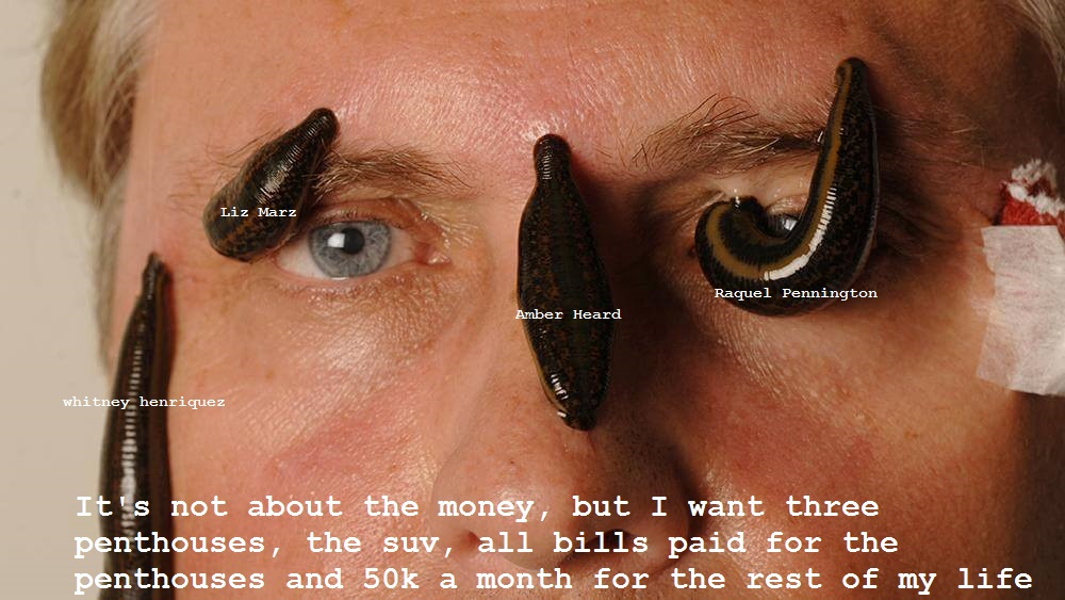 Liz Marz
Raquel Pennington
Amber Heard
whitney henriquez
It's not about the money, but I want three
penthouses, the suv, all bills paid for the
penthouses and 50k a month for the rest of my life